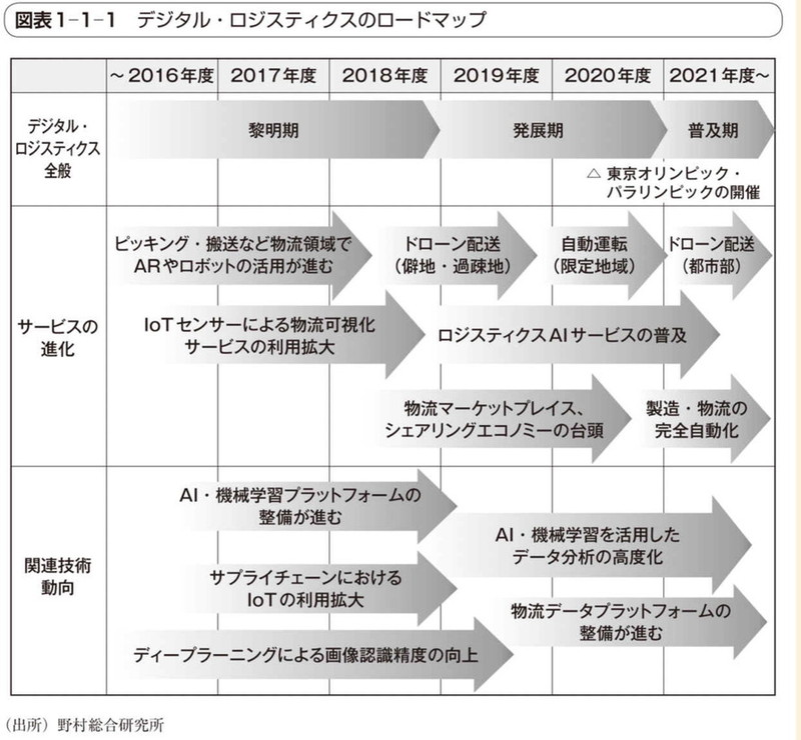 図表1-1-1 デジタル・ロジスティクスのロードマップ
～2016年度 2017年度 2018年度 2019年度 2020年度 2021年度～
デジタル・
ロジスティクス
全般
黎明期 発展期 普及期
△ 東京オリンピック・
パラリンピックの開催
サービスの
進化
ピッキング・搬送など物流領域で
ARやロボットの活用が進む
ドローン配送
（僻地・過疎地）
自動運転
（限定地域）
ドローン配送
（都市部）
IoTセンサーによる物流可視化
サービスの利用拡大
ロジスティクスAIサービスの普及
物流マーケットプレイス、
シェアリングエコノミーの台頭
製造・物流の
完全自動化
関連技術
動向
AI・機械学習プラットフォームの
整備が進む
AI・機械学習を活用した
データ分析の高度化
サプライチェーンにおける
IoTの利用拡大
物流データプラットフォームの
整備が進む
ディープラーニングによる画像認識精度の向上
（出所）野村総合研究所